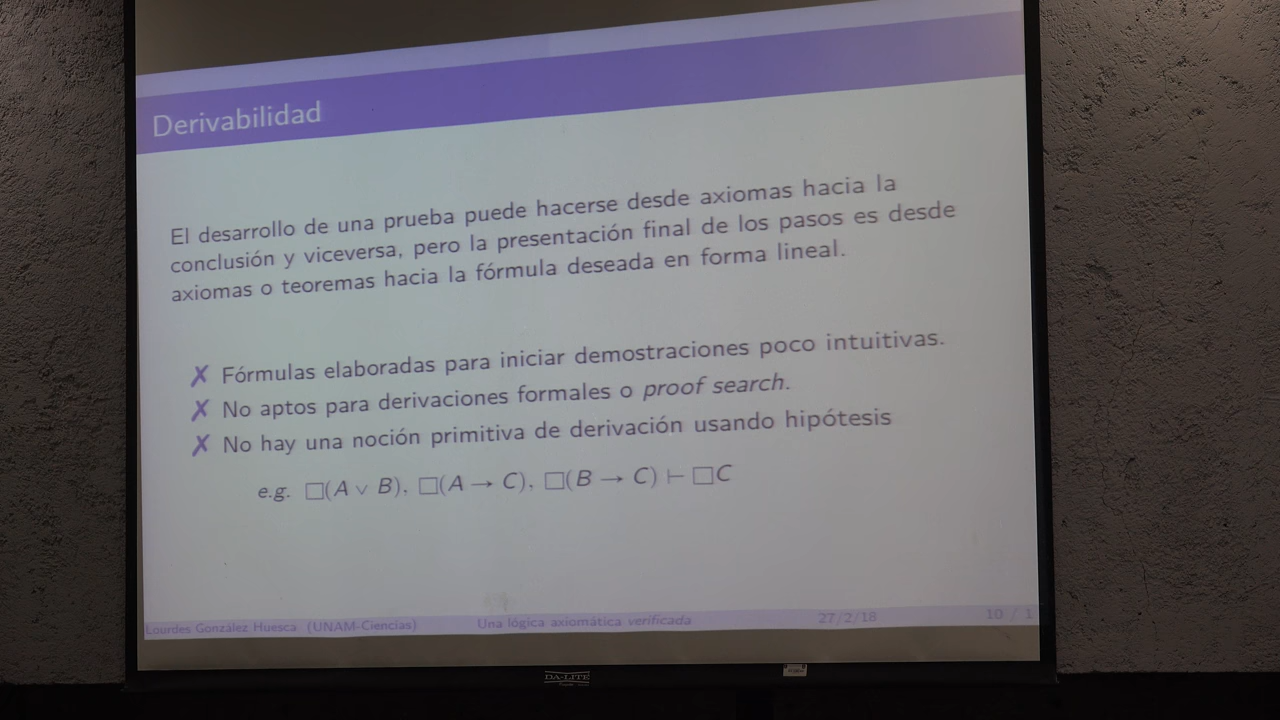 Derivabilidad
El desarrollo de una prueba puede hacerse desde axiomas hacia la
conclusión y viceversa, pero la presentación final de los pasos es desde
axiomas o teoremas hacia la fórmula deseada en forma lineal.
✗ Fórmulas elaboradas para iniciar demostraciones poco intuitivas.
✗ No aptos para derivaciones formales o proof search.
✗ No hay una noción primitiva de derivación usando hipótesis
e.g. □(A ∨ B), □(A → C), □(B → C) ⊢ □C
Lourdes González Huesca (UNAM-Ciencias) Una lógica axiomática verificada 27/2/18 10 / 1
DA-LITE